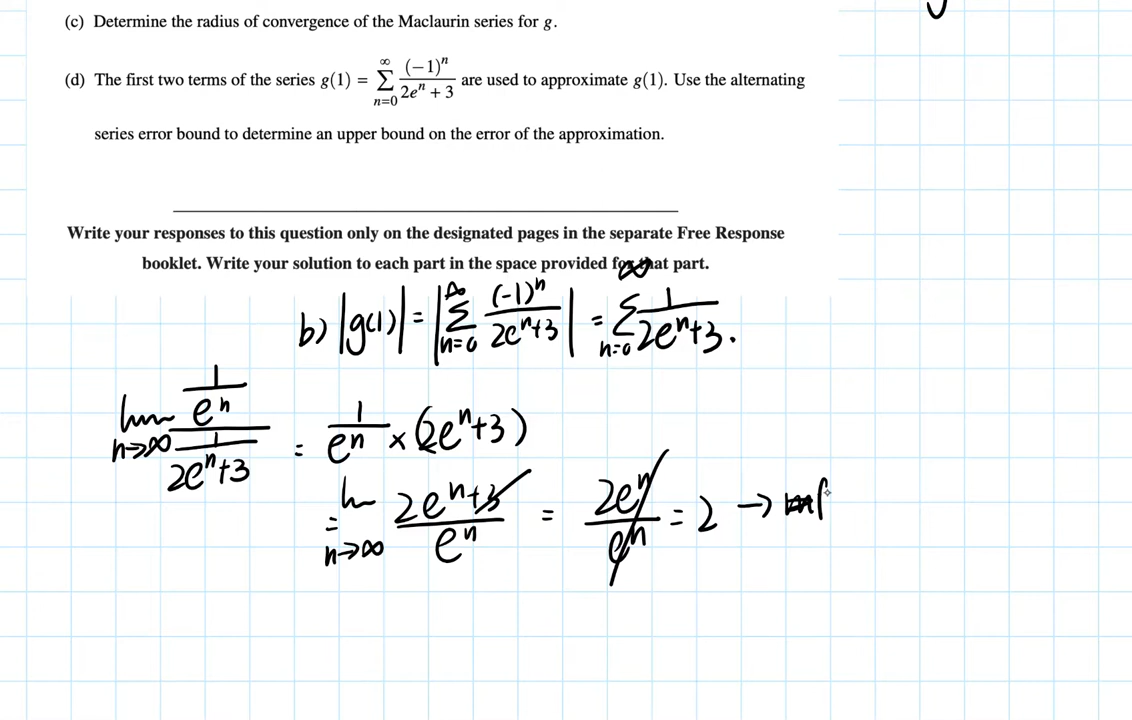 (c) Determine the radius of convergence of the Maclaurin series for g.
(d) The first two terms of the series g(1) = ∑_{n=0}^{∞} (−1)^n / (2e^n + 3) are used to approximate g(1). Use the alternating
series error bound to determine an upper bound on the error of the approximation.
Write your responses to this question only on the designated pages in the separate Free Response
booklet. Write your solution to each part in the space provided for that part.
b) |g(1)| = |∑_{n=0}^{∞} (-1)^n / (2e^n+3)| = ∑_{n=0}^{∞} 1 / (2e^n+3).
lim_{n→∞} (1/e^n) / (1/(2e^n+3)) = 1/e^n × (2e^n+3)
= lim_{n→∞} (2e^n+3)/e^n = 2e^n/e^n = 2 →